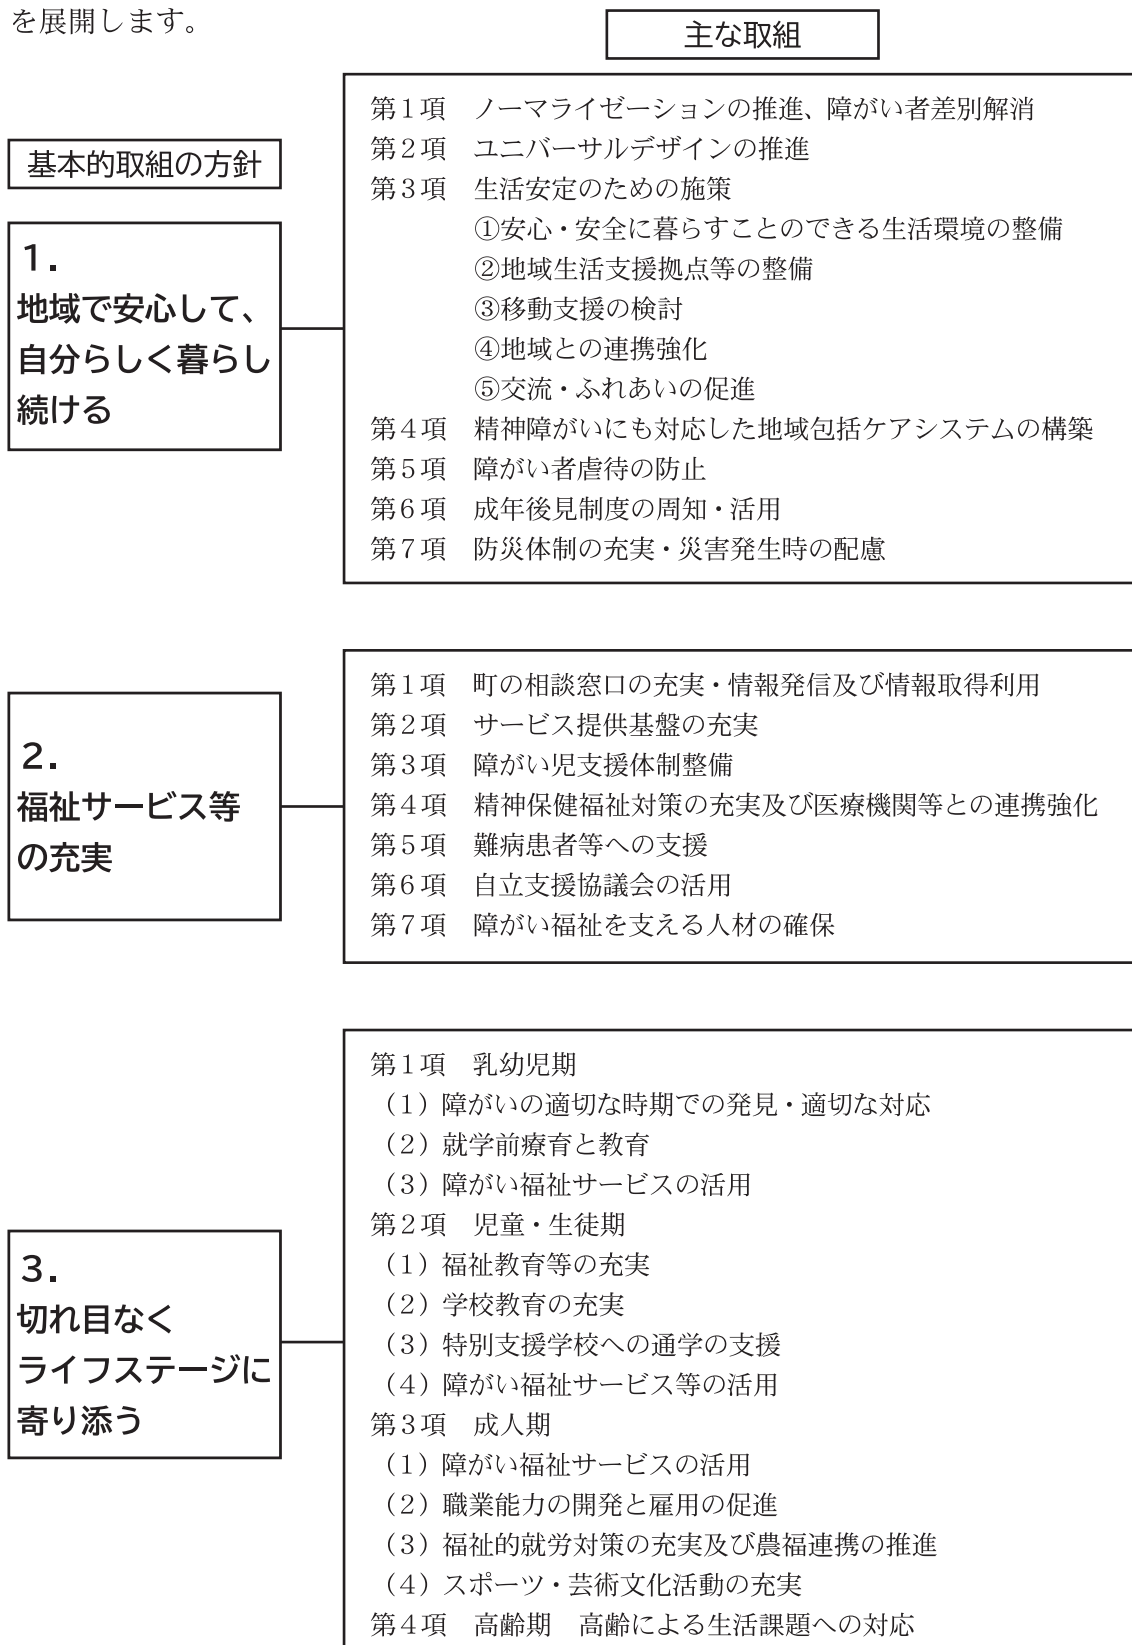 を展開します。
主な取組
基本的取組の方針
1.
地域で安心して、
自分らしく暮らし
続ける
第1項　ノーマライゼーションの推進、障がい者差別解消
第2項　ユニバーサルデザインの推進
第3項　生活安定のための施策
①安心・安全に暮らすことのできる生活環境の整備
②地域生活支援拠点等の整備
③移動支援の検討
④地域との連携強化
⑤交流・ふれあいの促進
第4項　精神障がいにも対応した地域包括ケアシステムの構築
第5項　障がい者虐待の防止
第6項　成年後見制度の周知・活用
第7項　防災体制の充実・災害発生時の配慮
2.
福祉サービス等
の充実
第1項　町の相談窓口の充実・情報発信及び情報取得利用
第2項　サービス提供基盤の充実
第3項　障がい児支援体制整備
第4項　精神保健福祉対策の充実及び医療機関等との連携強化
第5項　難病患者等への支援
第6項　自立支援協議会の活用
第7項　障がい福祉を支える人材の確保
3.
切れ目なく
ライフステージに
寄り添う
第1項　乳幼児期
（1）障がいの適切な時期での発見・適切な対応
（2）就学前療育と教育
（3）障がい福祉サービスの活用
第2項　児童・生徒期
（1）福祉教育等の充実
（2）学校教育の充実
（3）特別支援学校への通学の支援
（4）障がい福祉サービス等の活用
第3項　成人期
（1）障がい福祉サービスの活用
（2）職業能力の開発と雇用の促進
（3）福祉的就労対策の充実及び農福連携の推進
（4）スポーツ・芸術文化活動の充実
第4項　高齢期　高齢による生活課題への対応